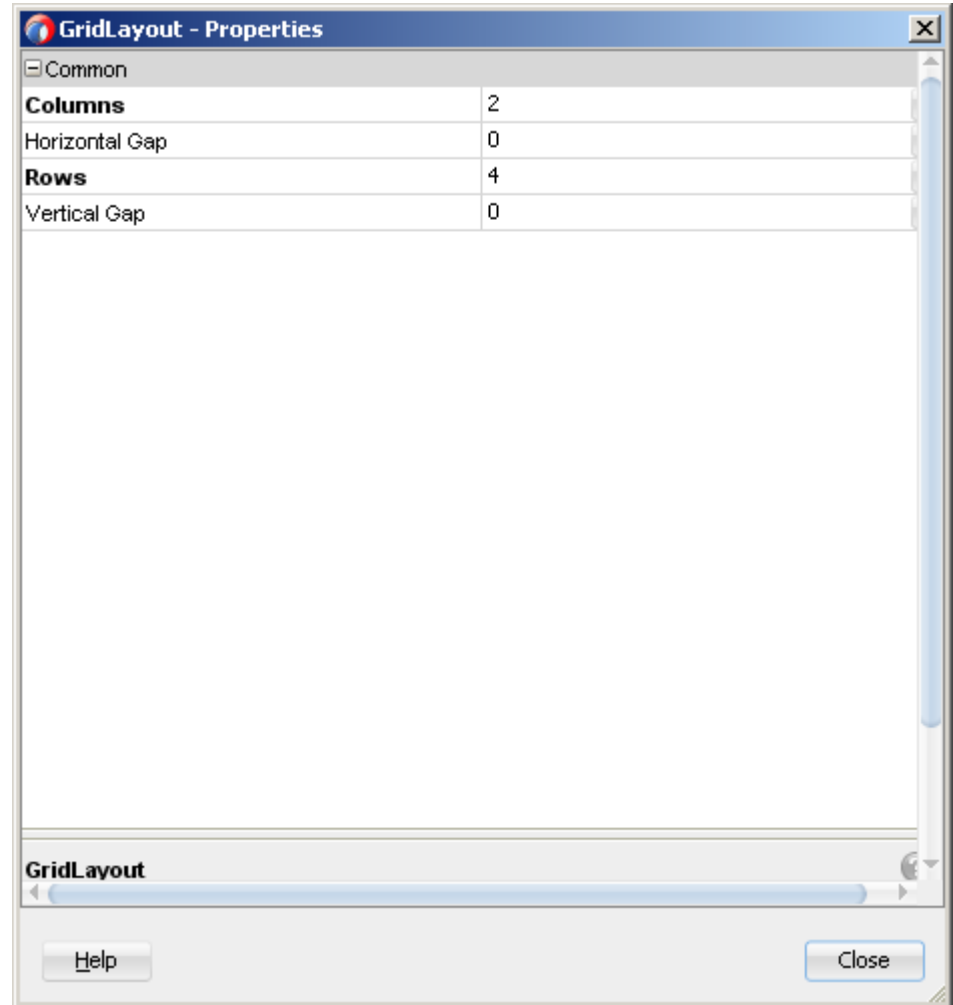 GridLayout - Properties
Common
Columns 2
Horizontal Gap 0
Rows 4
Vertical Gap 0
GridLayout
Help
Close